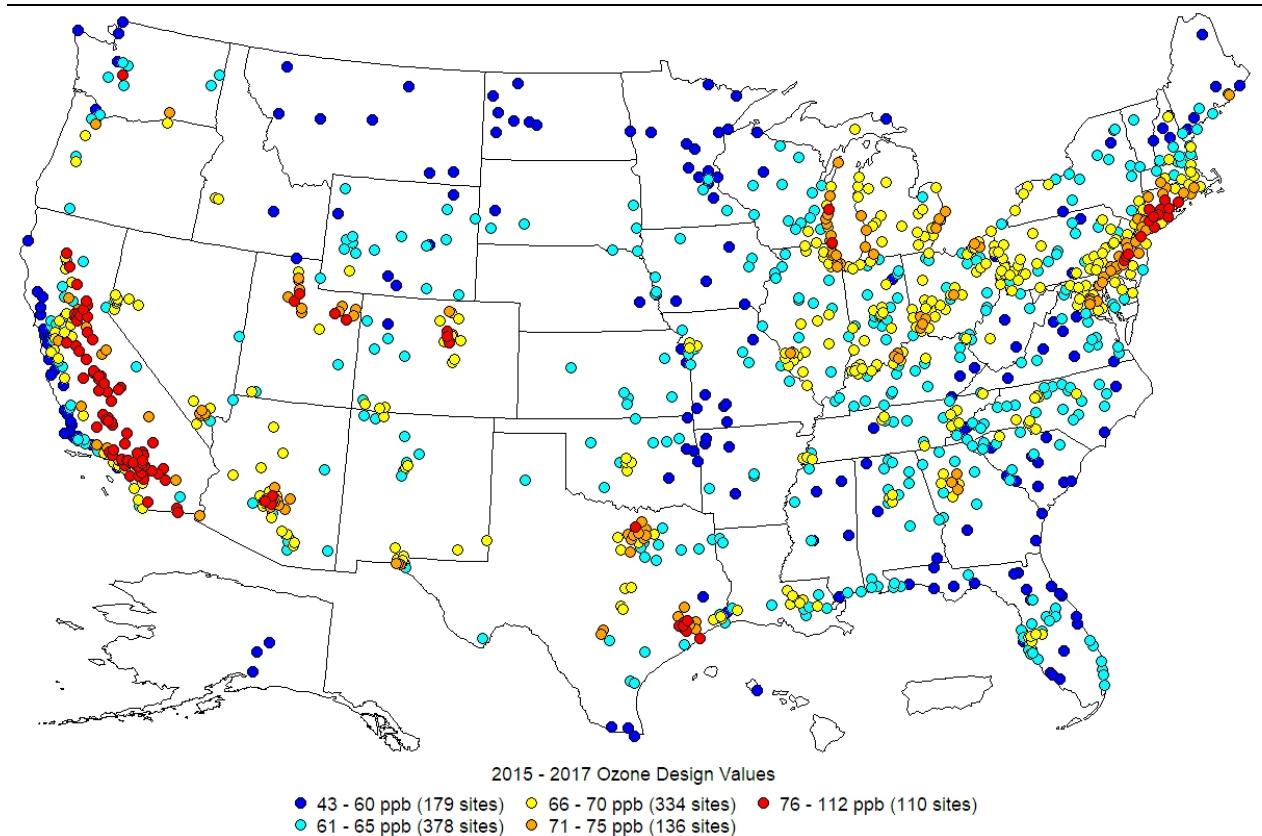 2015 - 2017 Ozone Design Values
43 - 60 ppb (179 sites) 66 - 70 ppb (334 sites) 76 - 112 ppb (110 sites)
61 - 65 ppb (378 sites) 71 - 75 ppb (136 sites)